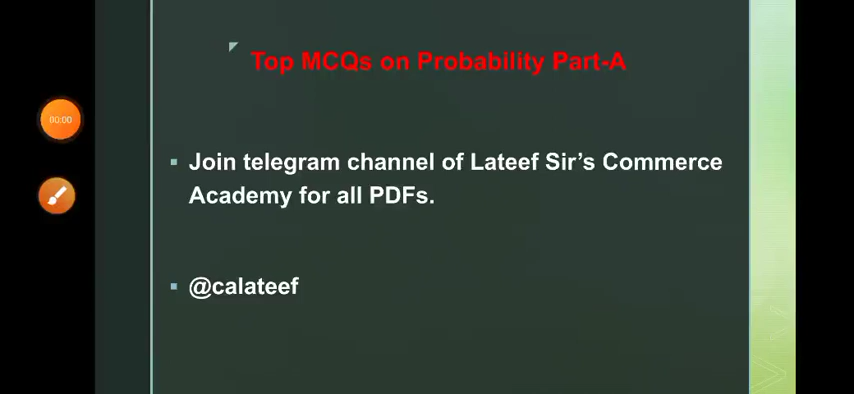 Top MCQs on Probability Part-A
00:00
Join telegram channel of Lateef Sir's Commerce
Academy for all PDFs.
@calateef